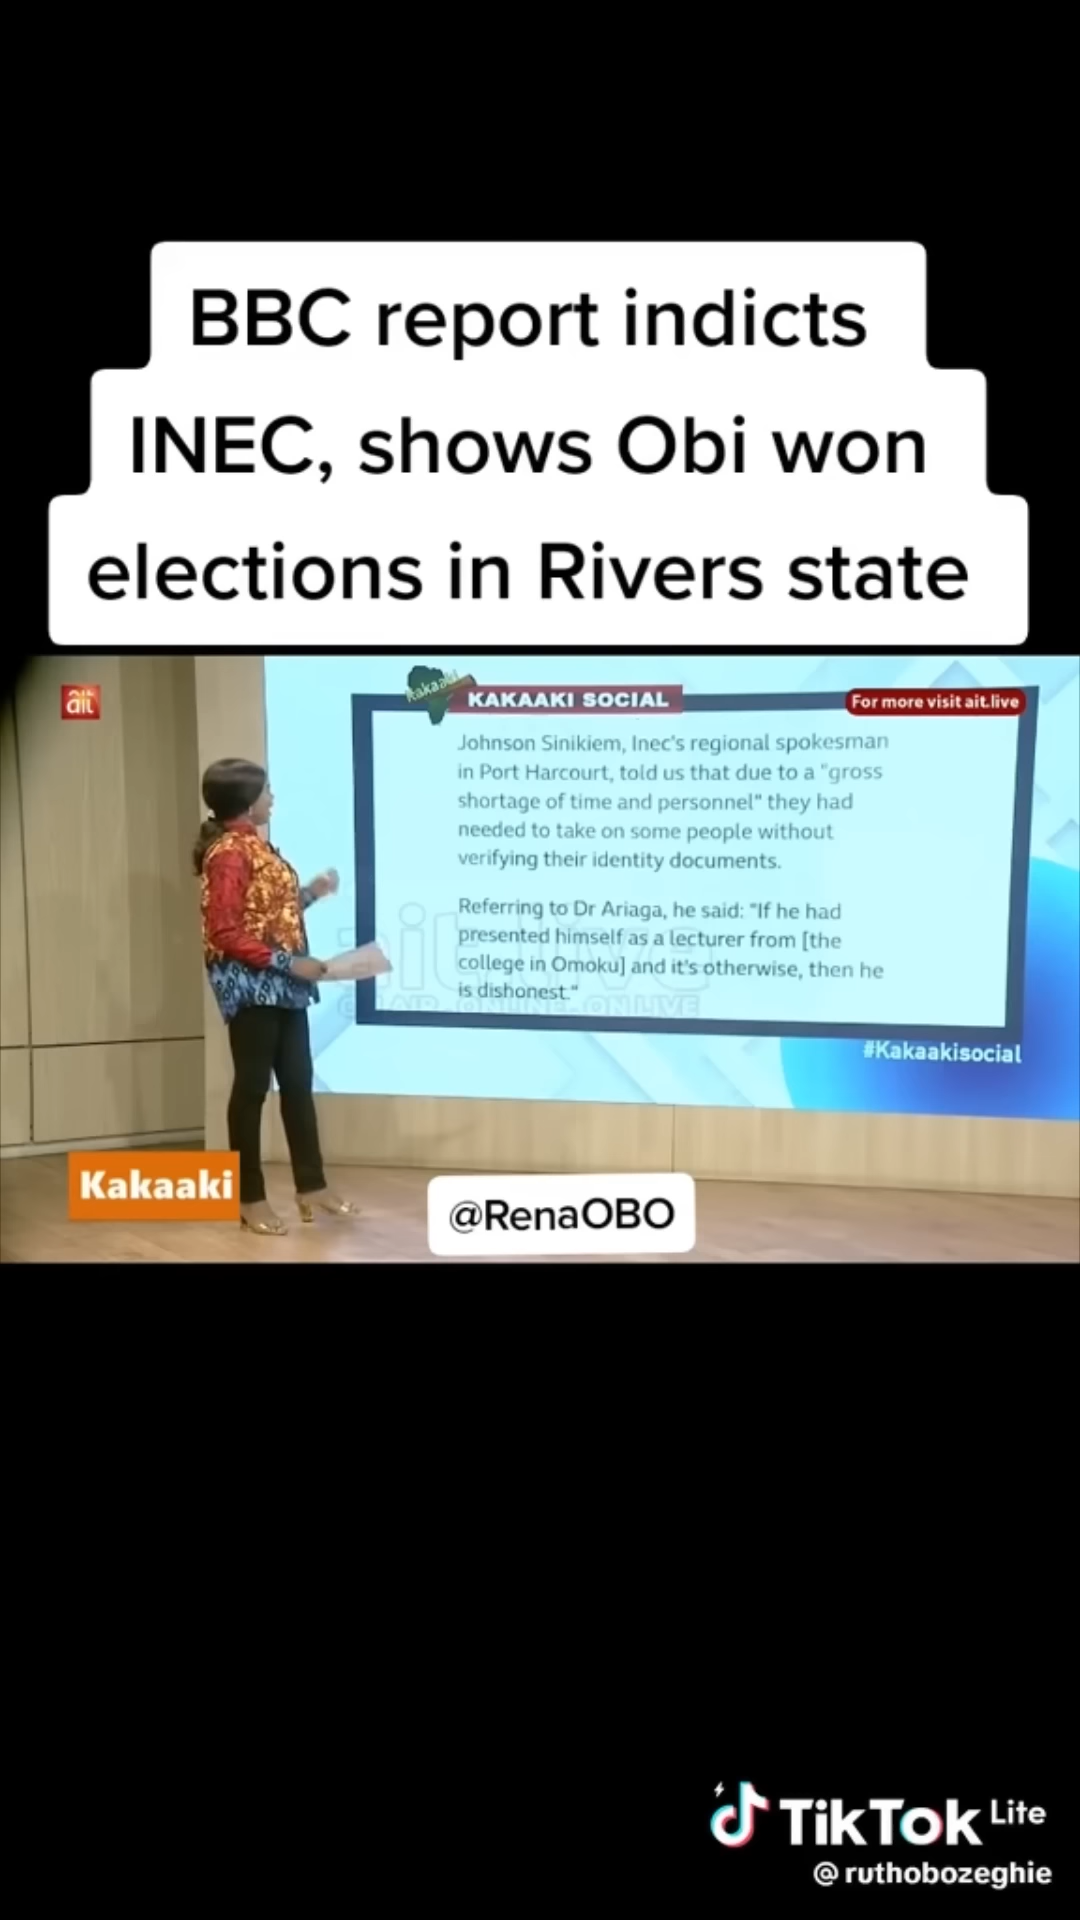 BBC report indicts
INEC, shows Obi won
elections in Rivers state
ait
Kakaaki
KAKAAKI SOCIAL
For more visit ait.live
Johnson Sinikiem, Inec's regional spokesman
in Port Harcourt, told us that due to a "gross
shortage of time and personnel" they had
needed to take on some people without
verifying their identity documents.
Referring to Dr Ariaga, he said: "If he had
presented himself as a lecturer from [the
college in Omoku] and it's otherwise, then he
is dishonest."
ait.live
#Kakaakisocial
Kakaaki
@RenaOBO
TikTok Lite
@ruthobozeghie